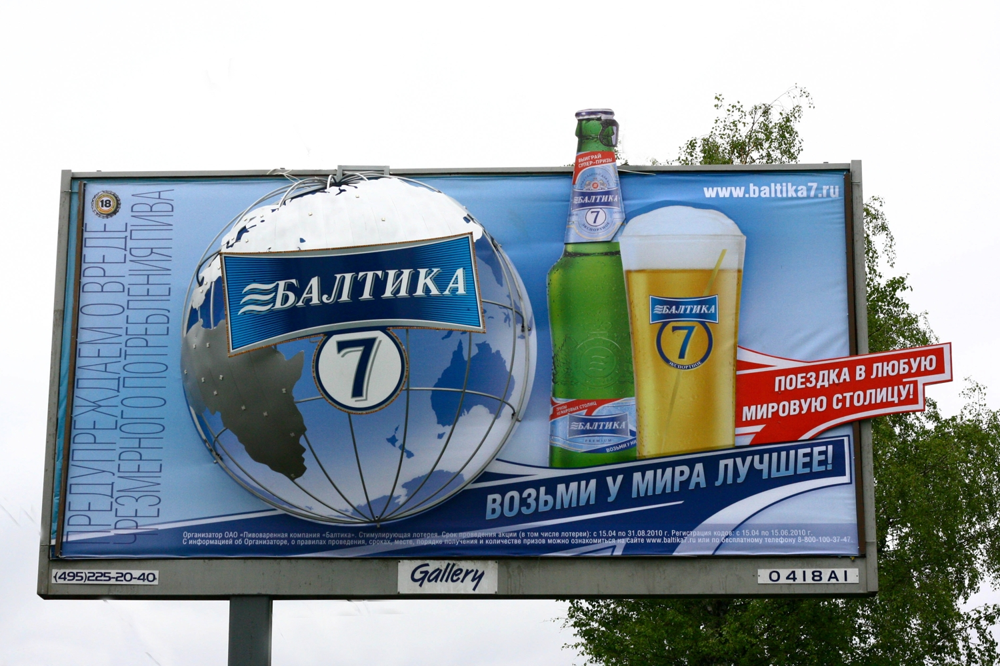 18
ПРЕДУПРЕЖДАЕМ О ВРЕДЕ
ЧРЕЗМЕРНОГО ПОТРЕБЛЕНИЯ ПИВА
БАЛТИКА
7
ВЫИГРАЙ
СУПЕР-ПРИЗЫ
БАЛТИКА
7
ЭКСПОРТНОЕ
ПРИЗЫ
ИЗ МИРОВЫХ СТОЛИЦ
БАЛТИКА
PREMIUM
ВОЗЬМИ У МИ
www.baltika7.ru
БАЛТИКА
7
ЭКСПОРТНОЕ
ПОЕЗДКА В ЛЮБУЮ
МИРОВУЮ СТОЛИЦУ!
ВОЗЬМИ У МИРА ЛУЧШЕЕ!
Организатор ОАО «Пивоваренная компания «Балтика». Стимулирующая лотерея. Срок проведения акции (в том числе лотереи): с 15.04 по 31.08.2010 г. Регистрация кодов: с 15.04 по 15.06.2010 г.
С информацией об Организаторе, о правилах проведения, сроках, месте, порядке получения и количестве призов можно ознакомиться на сайте www.baltika7.ru или по бесплатному телефону 8-800-100-37-47.
(495)225-20-40
Gallery
0418A1